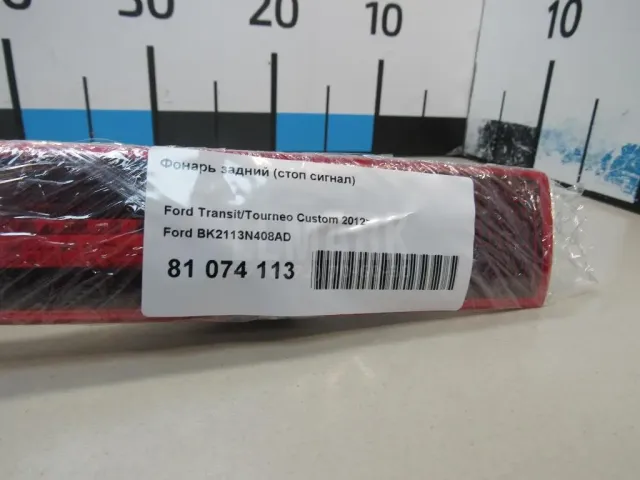 30
20
10
10
Фонарь задний (стоп сигнал)
Ford Transit/Tourneo Custom 2012>
Ford BK2113N408AD
81 074 113